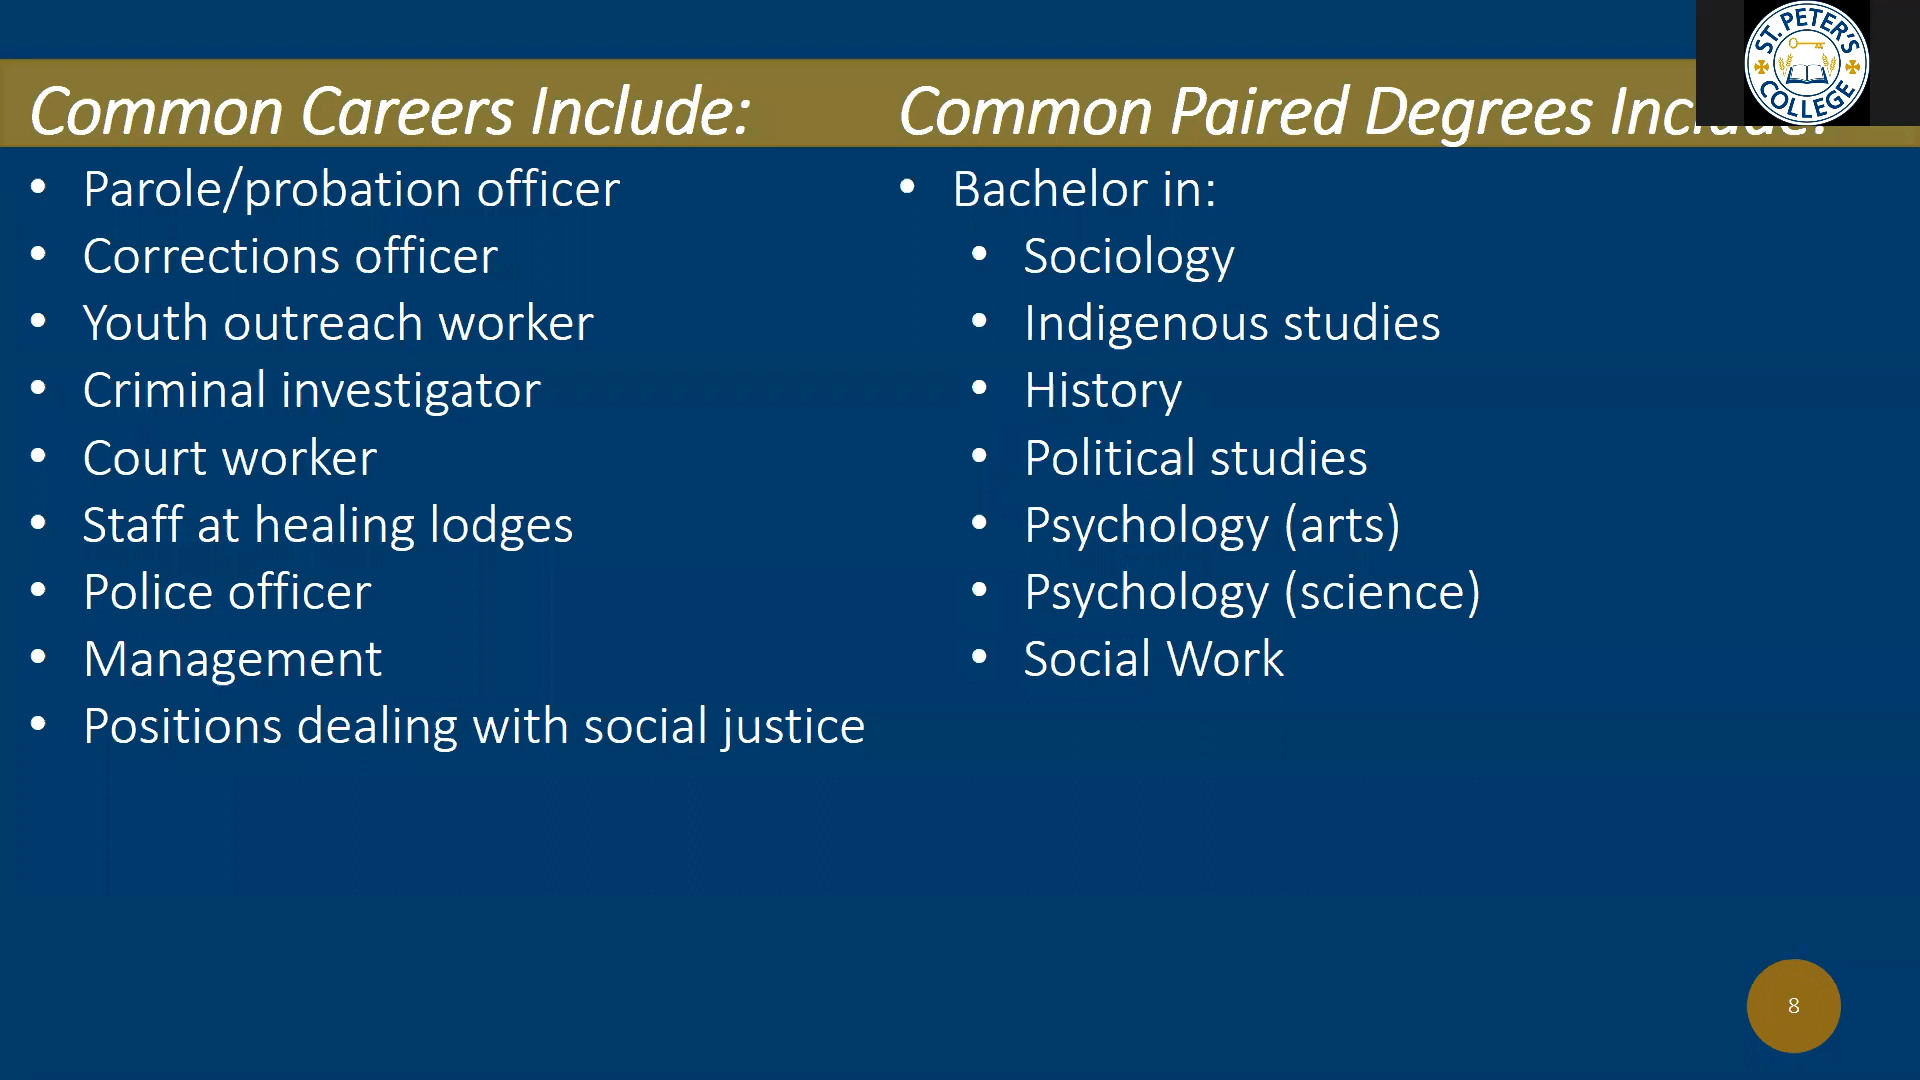 ST. PETER'S
COLLEGE
Common Careers Include:
Parole/probation officer
Corrections officer
Youth outreach worker
Criminal investigator
Court worker
Staff at healing lodges
Police officer
Management
Positions dealing with social justice
Common Paired Degrees Include:
Bachelor in:
Sociology
Indigenous studies
History
Political studies
Psychology (arts)
Psychology (science)
Social Work
8